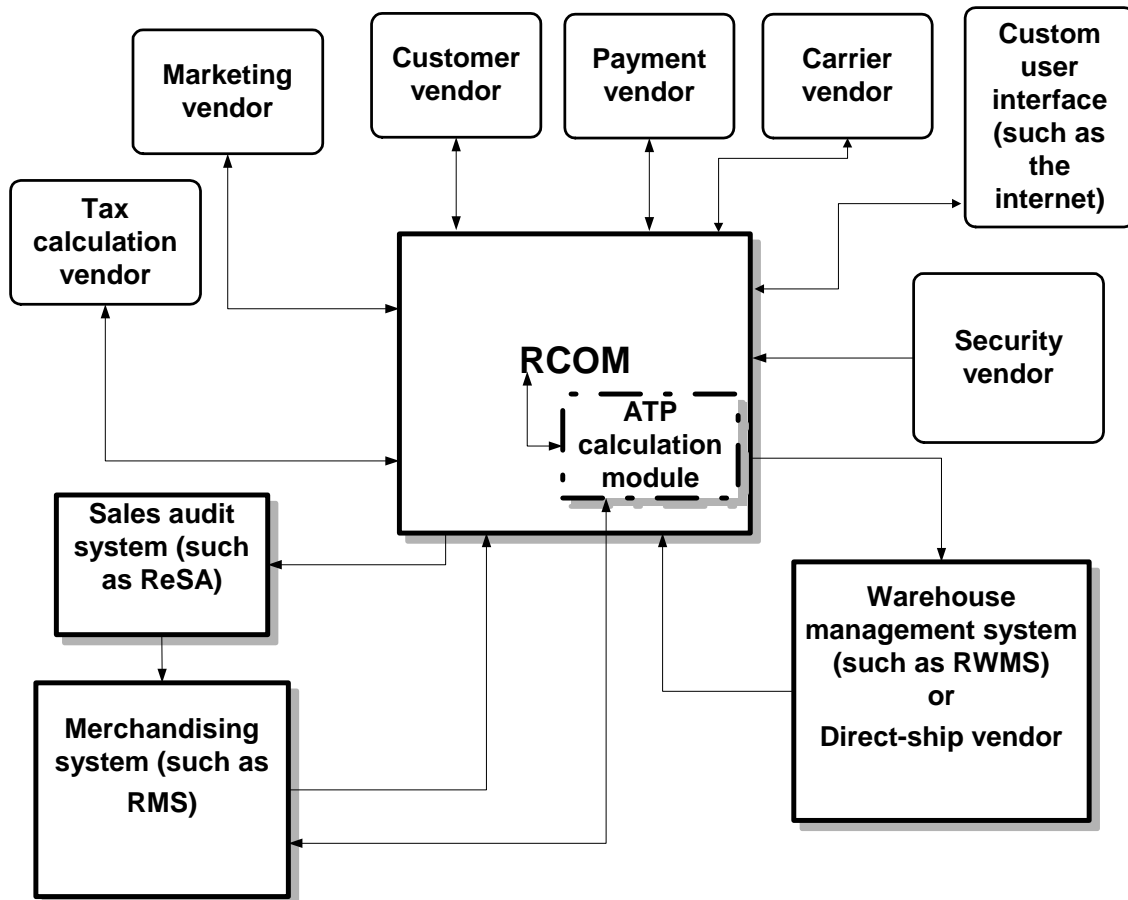 Marketing
vendor
Customer
vendor
Payment
vendor
Carrier
vendor
Custom
user
interface
(such as
the
internet)
Tax
calculation
vendor
RCOM
ATP
calculation
module
Security
vendor
Sales audit
system (such
as ReSA)
Warehouse
management system
(such as RWMS)
or
Direct-ship vendor
Merchandising
system (such as
RMS)